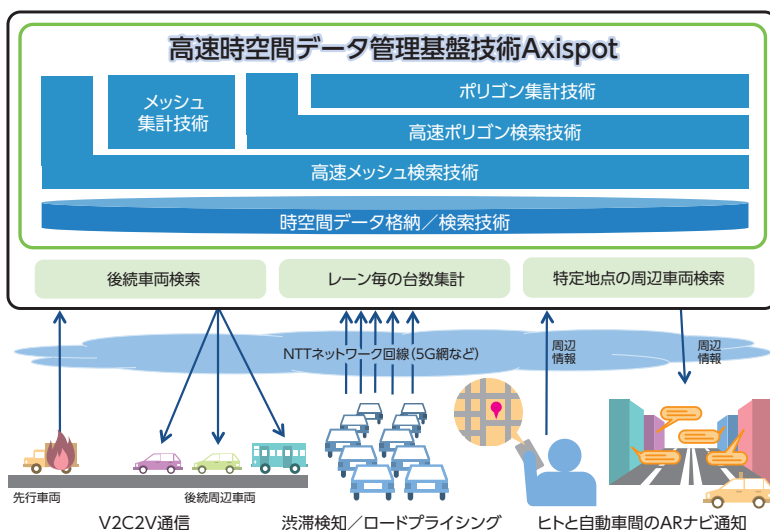 高速時空間データ管理基盤技術Axispot
メッシュ
集計技術
ポリゴン集計技術
高速ポリゴン検索技術
高速メッシュ検索技術
時空間データ格納／検索技術
後続車両検索
レーン毎の台数集計
特定地点の周辺車両検索
NTTネットワーク回線(5G網など)
周辺
情報
周辺
情報
先行車両
後続周辺車両
V2C2V通信
渋滞検知／ロードプライシング
ヒトと自動車間のARナビ通知